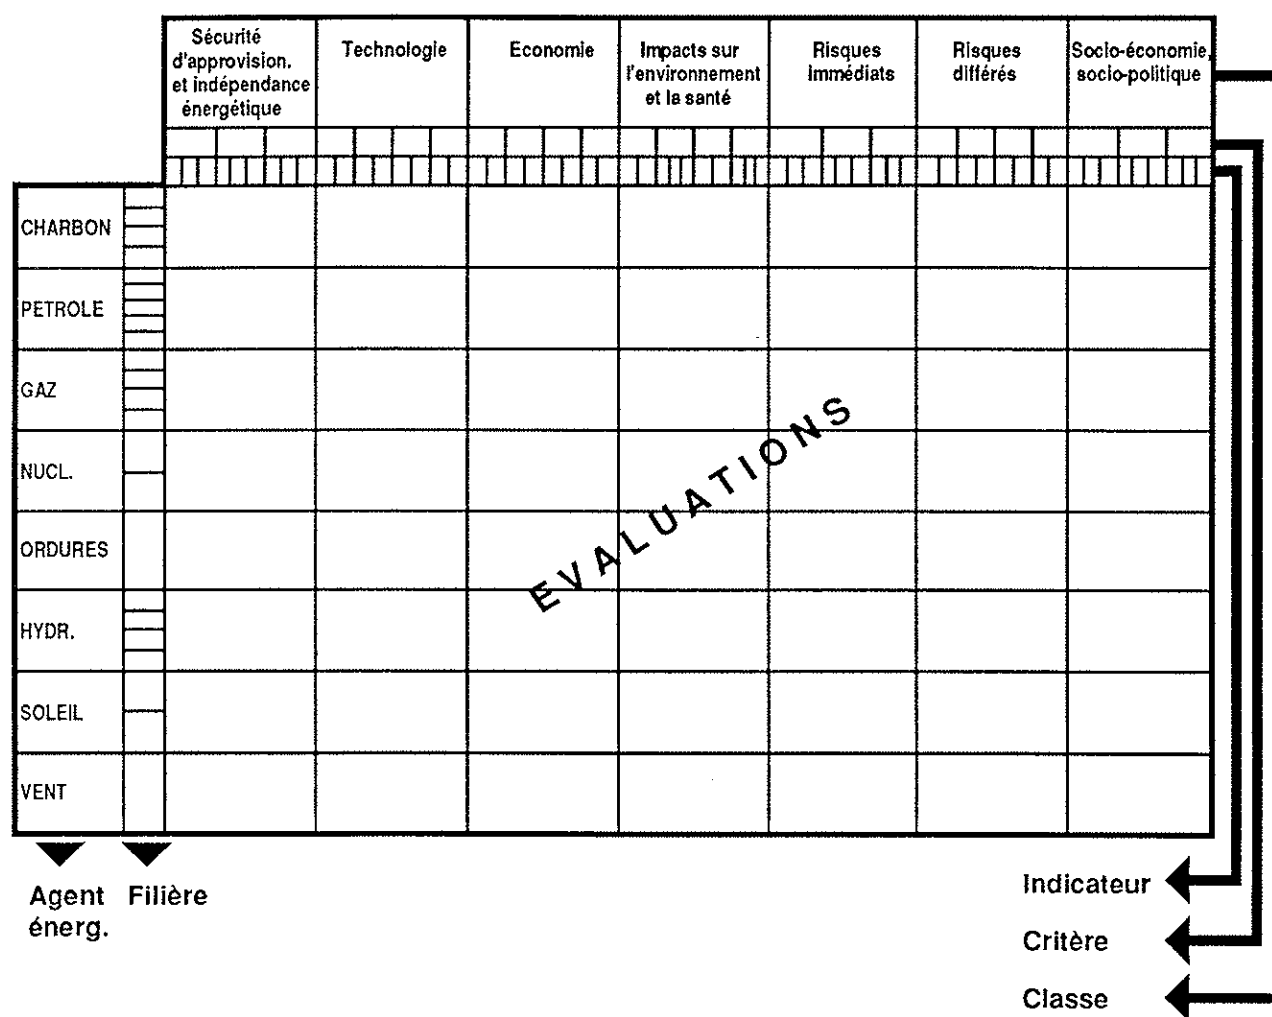 Sécurité
d'approvision.
et indépendance
énergétique
Technologie
Economie
Impacts sur
l'environnement
et la santé
Risques
immédiats
Risques
différés
Socio-économie,
socio-politique
CHARBON
PETROLE
GAZ
NUCL.
ORDURES
HYDR.
SOLEIL
VENT
EVALUATIONS
Agent
énerg.
Filière
Indicateur
Critère
Classe